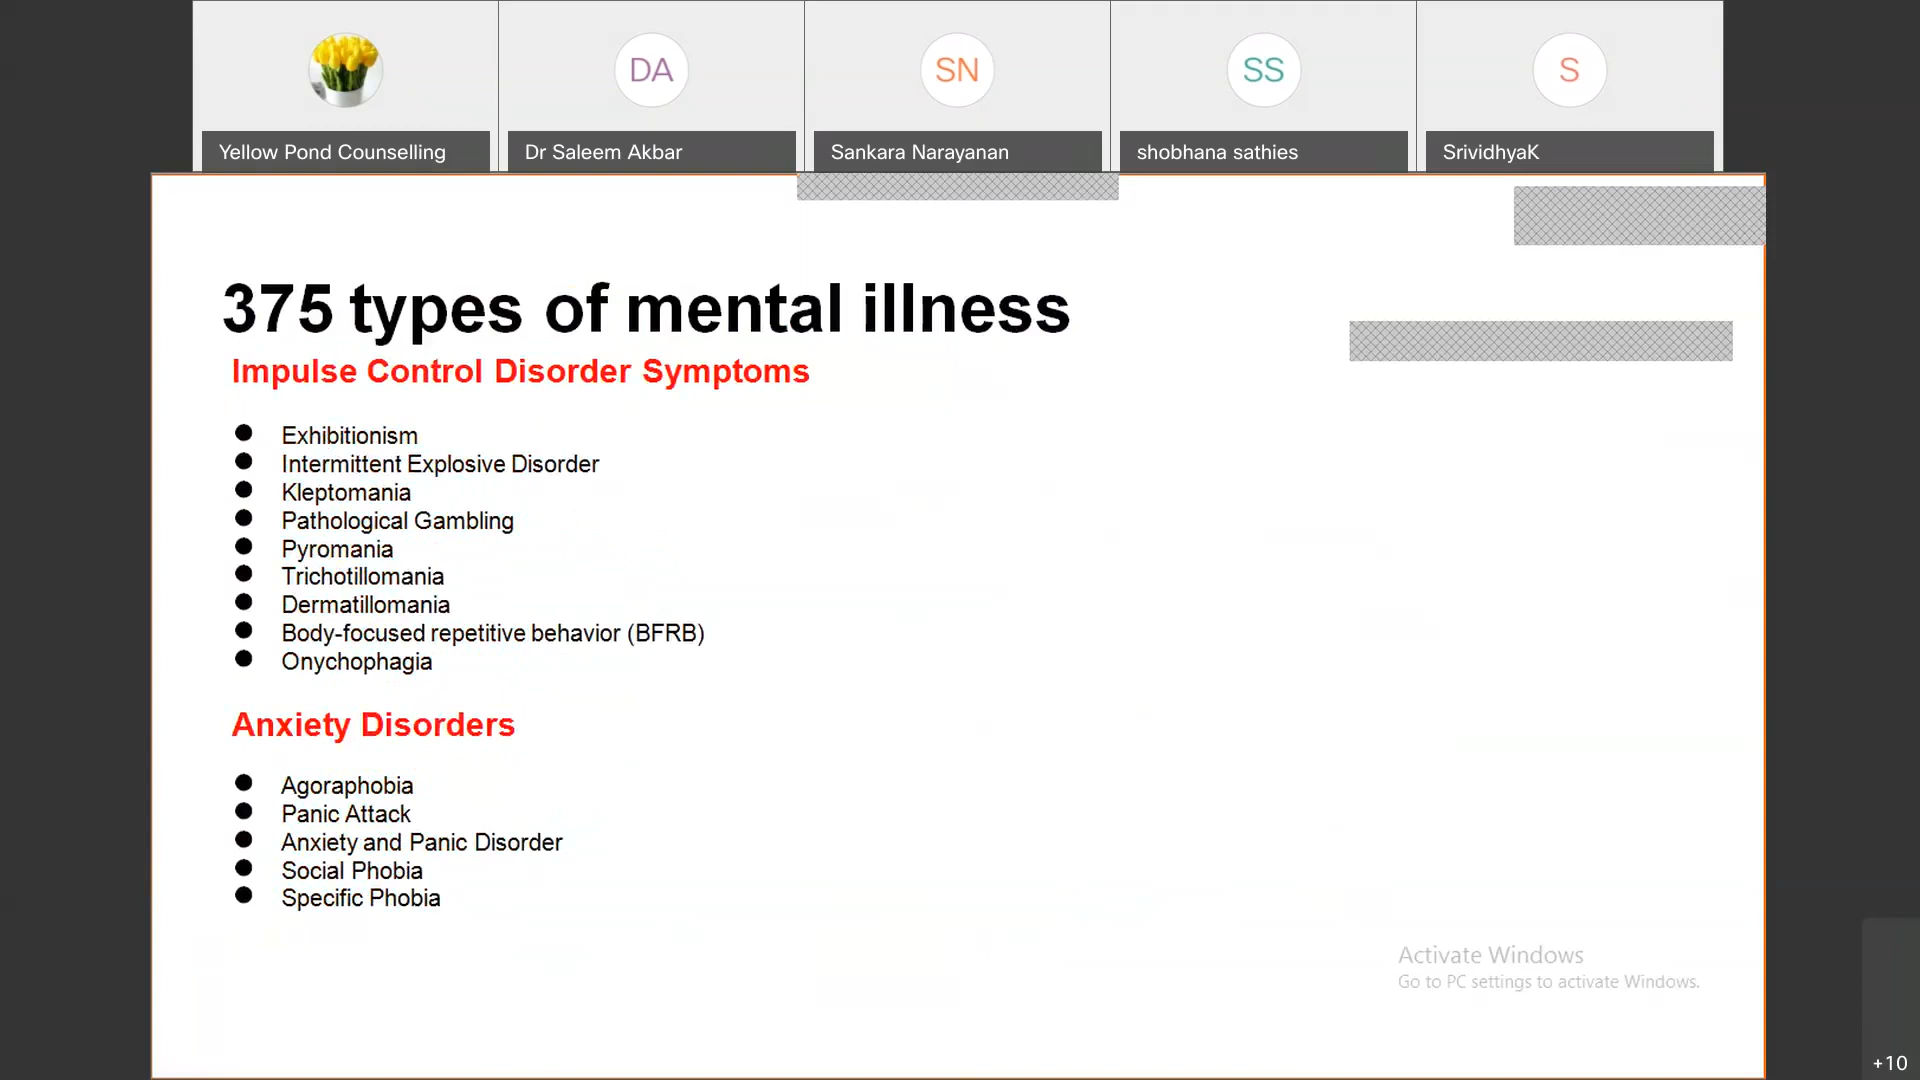 DA
SN
SS
S
Yellow Pond Counselling
Dr Saleem Akbar
Sankara Narayanan
shobhana sathies
SrividhyaK
375 types of mental illness
Impulse Control Disorder Symptoms
Exhibitionism
Intermittent Explosive Disorder
Kleptomania
Pathological Gambling
Pyromania
Trichotillomania
Dermatillomania
Body-focused repetitive behavior (BFRB)
Onychophagia
Anxiety Disorders
Agoraphobia
Panic Attack
Anxiety and Panic Disorder
Social Phobia
Specific Phobia
Activate Windows
Go to PC settings to activate Windows.
+10